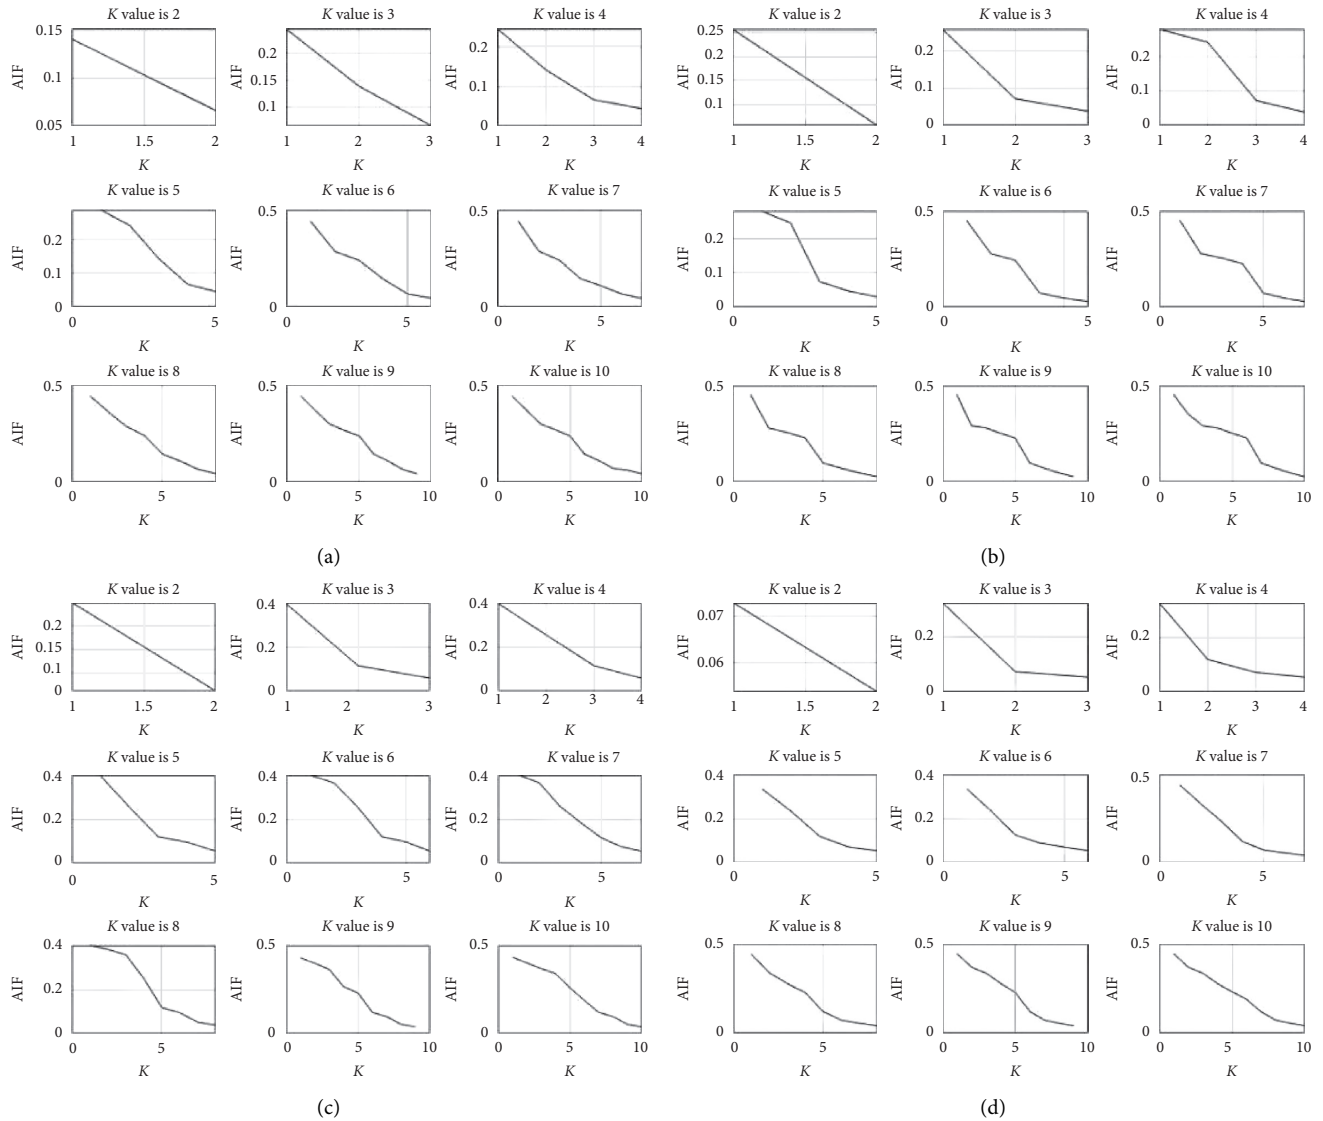 K value is 2
0.15
0.1
0.05
AIF
1 1.5 2
K
K value is 3
0.2
0.15
0.1
AIF
1 2 3
K
K value is 4
0.2
0.1
0
AIF
1 2 3 4
K
K value is 5
0.2
0.1
0
AIF
0 5
K
K value is 6
0.5
0
AIF
0 5
K
K value is 7
0.5
0
AIF
0 5
K
K value is 8
0.5
0
AIF
0 5
K
K value is 9
0.5
0
AIF
0 5 10
K
K value is 10
0.5
0
AIF
0 5 10
K
(a)
K value is 2
0.25
0.2
0.15
0.1
AIF
1 1.5 2
K
K value is 3
0.2
0.1
0
AIF
1 2 3
K
K value is 4
0.2
0.1
0
AIF
1 2 3 4
K
K value is 5
0.2
0.1
0
AIF
0 5
K
K value is 6
0.5
0
AIF
0 5
K
K value is 7
0.5
0
AIF
0 5
K
K value is 8
0.5
0
AIF
0 5
K
K value is 9
0.5
0
AIF
0 5 10
K
K value is 10
0.5
0
AIF
0 5 10
K
(b)
K value is 2
0.2
0.15
0.1
0
AIF
1 1.5 2
K
K value is 3
0.4
0.2
0
AIF
1 2 3
K
K value is 4
0.4
0.2
0
AIF
1 2 3 4
K
K value is 5
0.4
0.2
0
AIF
0 5
K
K value is 6
0.4
0.2
0
AIF
0 5
K
K value is 7
0.4
0.2
0
AIF
0 5
K
K value is 8
0.4
0.2
0
AIF
0 5
K
K value is 9
0.5
0
AIF
0 5 10
K
K value is 10
0.5
0
AIF
0 5 10
K
(c)
K value is 2
0.07
0.06
AIF
1 1.5 2
K
K value is 3
0.2
0
AIF
1 2 3
K
K value is 4
0.2
0
AIF
1 2 3 4
K
K value is 5
0.4
0.2
0
AIF
0 5
K
K value is 6
0.4
0.2
0
AIF
0 5
K
K value is 7
0.5
0
AIF
0 5
K
K value is 8
0.5
0
AIF
0 5
K
K value is 9
0.5
0
AIF
0 5 10
K
K value is 10
0.5
0
AIF
0 5 10
K
(d)